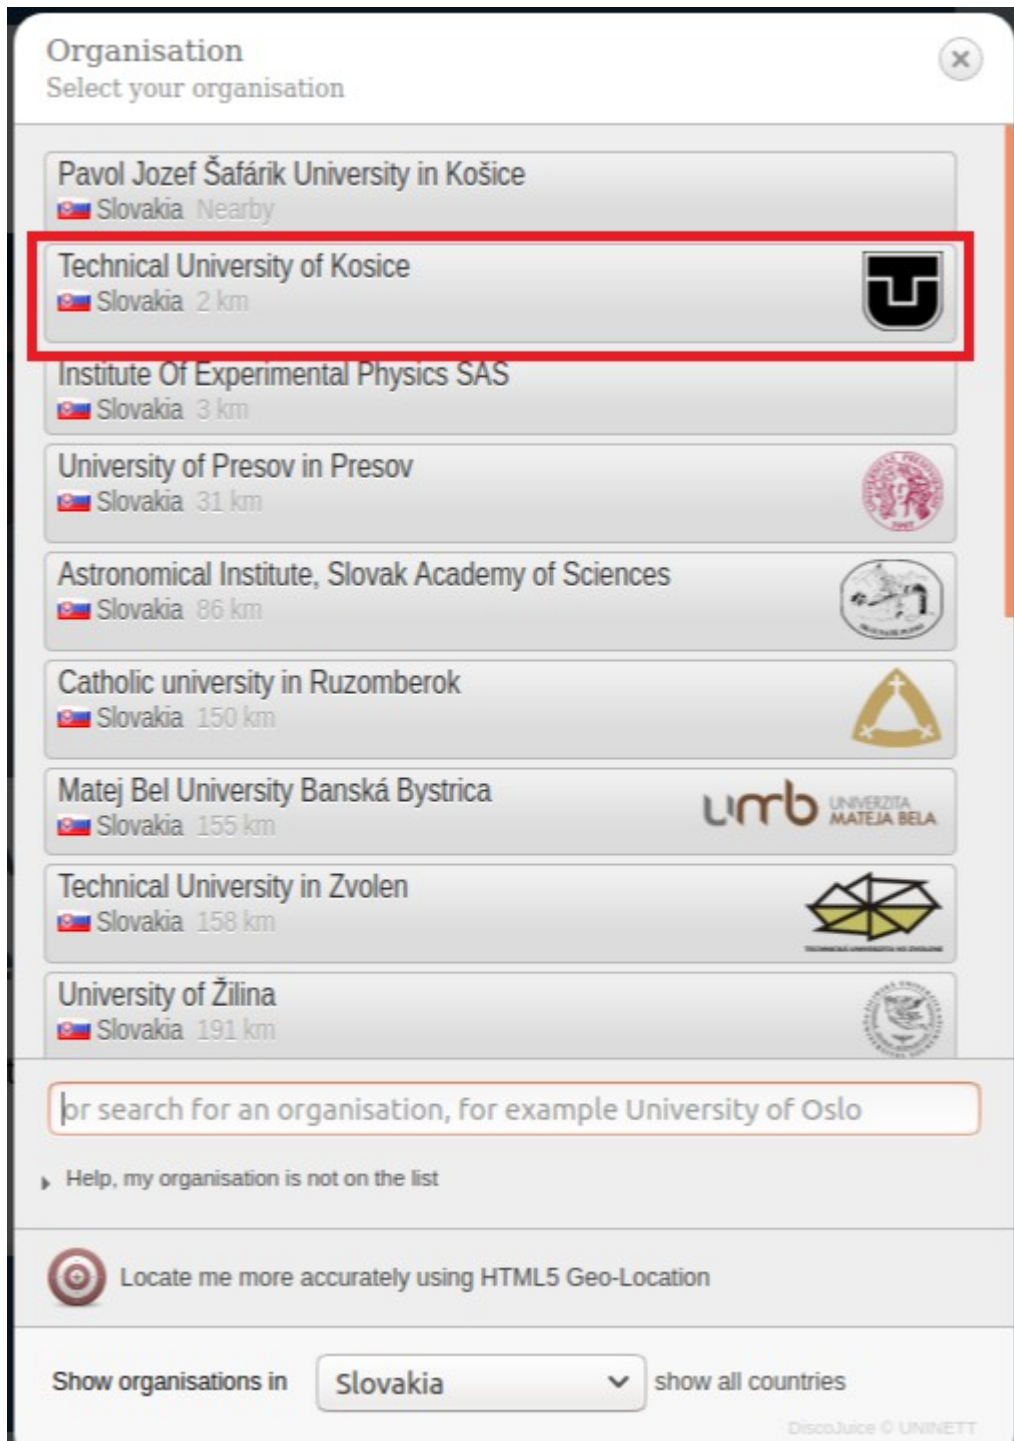 Organisation
Select your organisation
Pavol Jozef Šafárik University in Košice
Slovakia Nearby
Technical University of Kosice
Slovakia 2 km
Institute Of Experimental Physics SAS
Slovakia 3 km
University of Presov in Presov
Slovakia 31 km
Astronomical Institute, Slovak Academy of Sciences
Slovakia 86 km
Catholic university in Ruzomberok
Slovakia 150 km
Matej Bel University Banská Bystrica
Slovakia 155 km
umb UNIVERZITA
MATEJA BELA
Technical University in Zvolen
Slovakia 158 km
TECHNICKÁ UNIVERZITA VO ZVOLENE
University of Žilina
Slovakia 191 km
or search for an organisation, for example University of Oslo
Help, my organisation is not on the list
Locate me more accurately using HTML5 Geo-Location
Show organisations in Slovakia show all countries
DiscoJuice © UNINETT